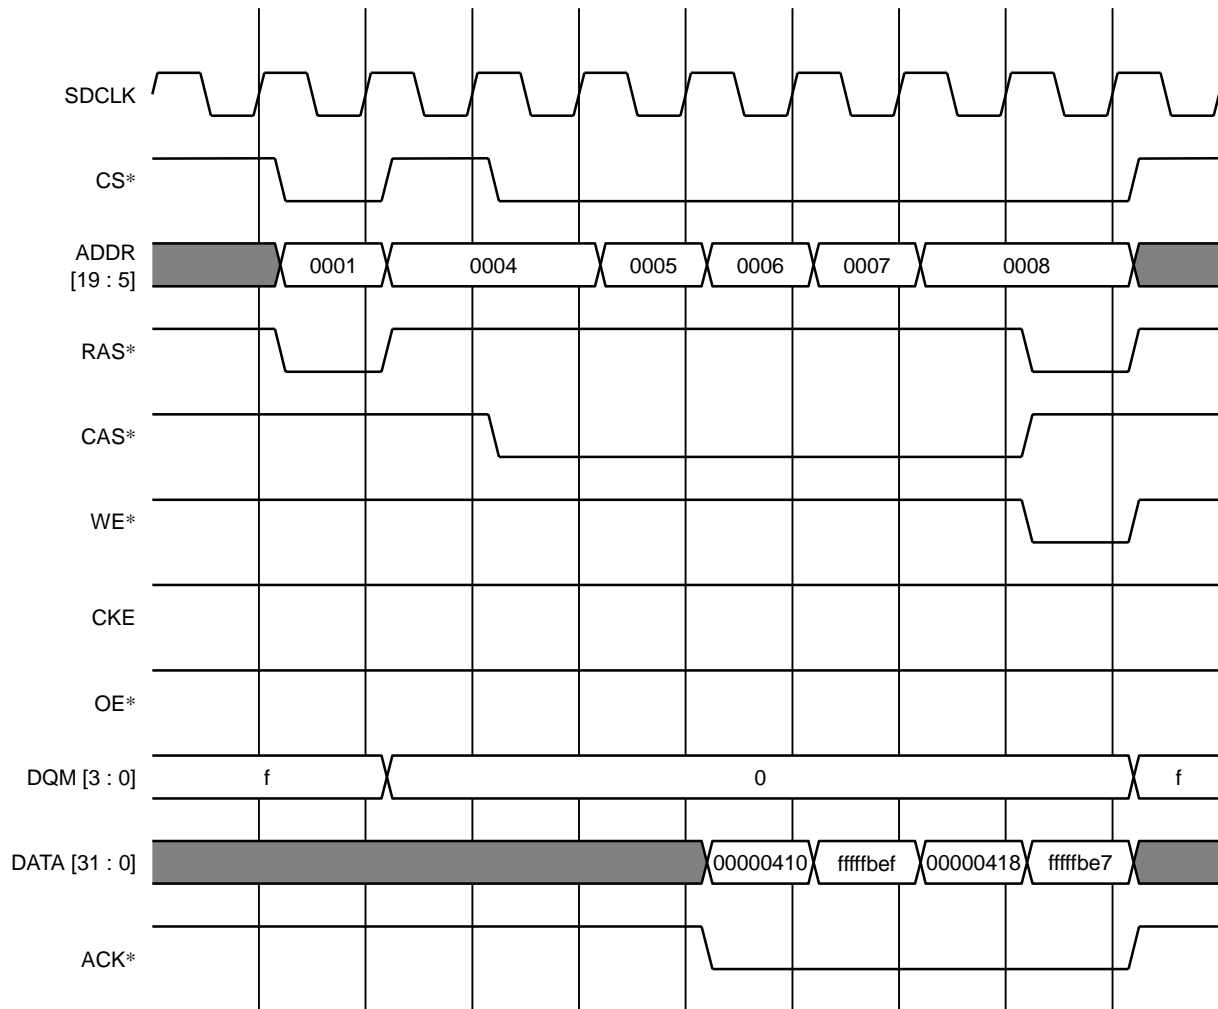 SDCLK
CS*
ADDR
[19 : 5]
0001 0004 0005 0006 0007 0008
RAS*
CAS*
WE*
CKE
OE*
DQM [3 : 0] f 0 f
DATA [31 : 0] 00000410 fffffbef 00000418 fffffbe7
ACK*